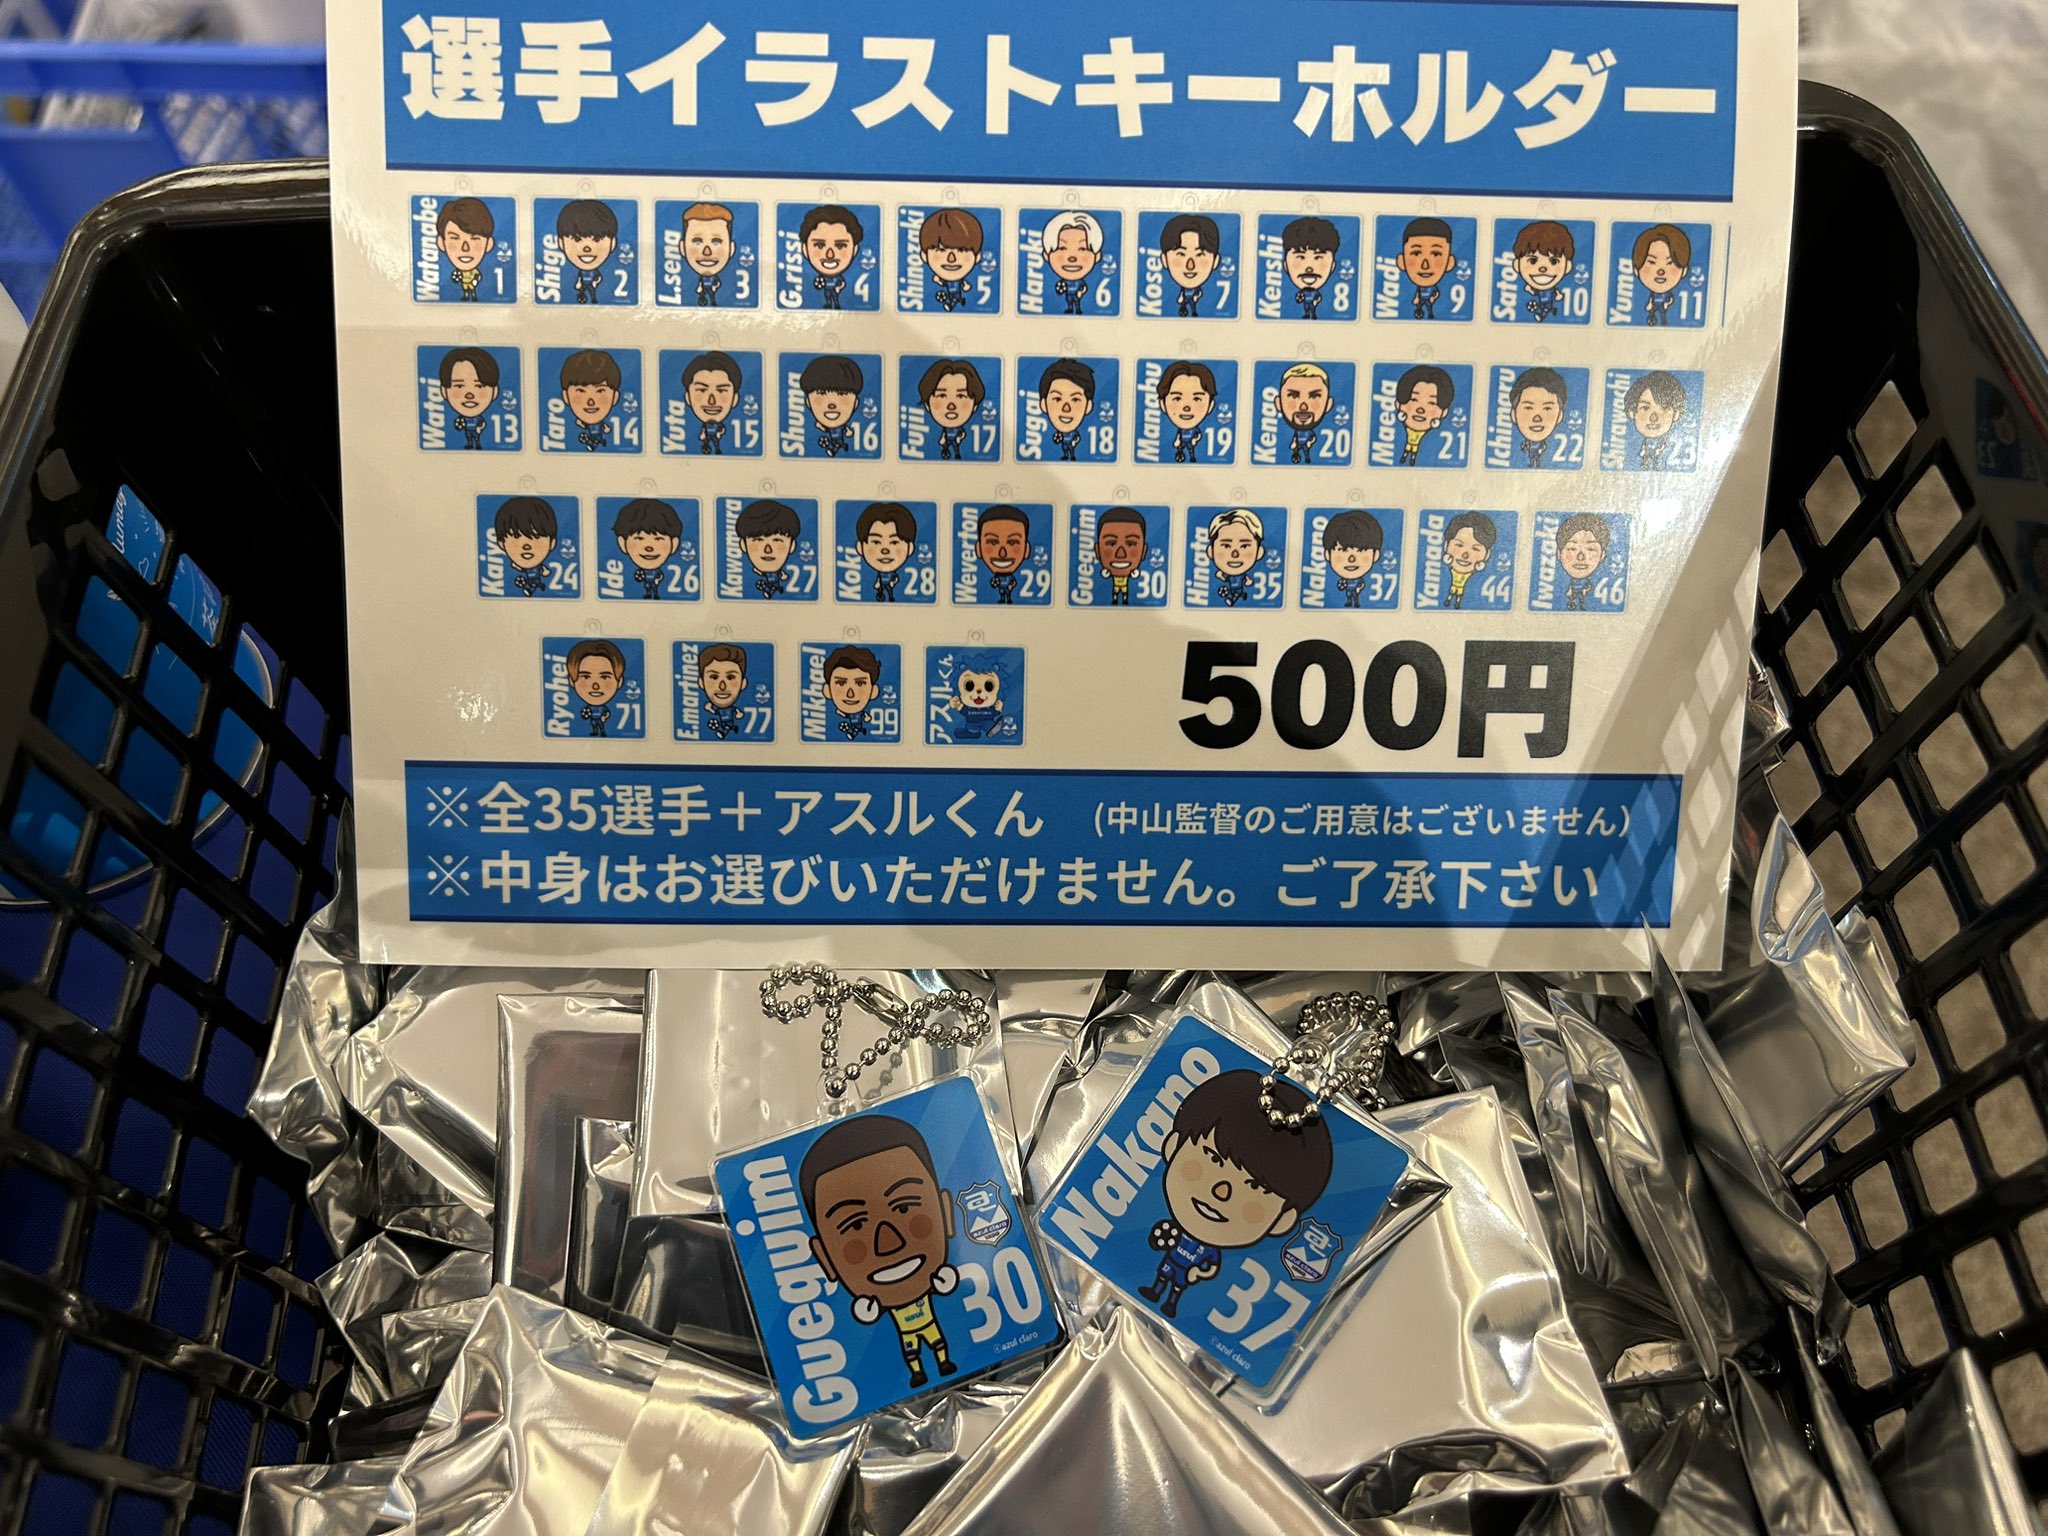 選手イラストキーホルダー
Watanabe 1 Shige 2 L.sena 3 G.rissi 4 Shinozaki 5 Haruki 6 Kosei 7 Kenshi 8 Wadi 9 Satoh 10 Yuma 11
Watai 13 Taro 14 Yuta 15 Shuma 16 Fujii 17 Sugai 18 Manabu 19 Kengo 20 Maeda 21 Ichimaru 22 Shirawachi 23
Kaiye 24 Ide 26 Kawamura 27 Koki 28 Weverton 29 Gueguim 30 Hinata 35 Nakano 37 Yamada 44 Iwazaki 46
Ryohei 71 E.martinez 77 Mikhael 99 アスルくん
500円
※全35選手＋アスルくん (中山監督のご用意はございません)
※中身はお選びいただけません。ご了承下さい
Gueguim
azul claro
30
©azul claro
Nakano
azul claro
37
©azul claro